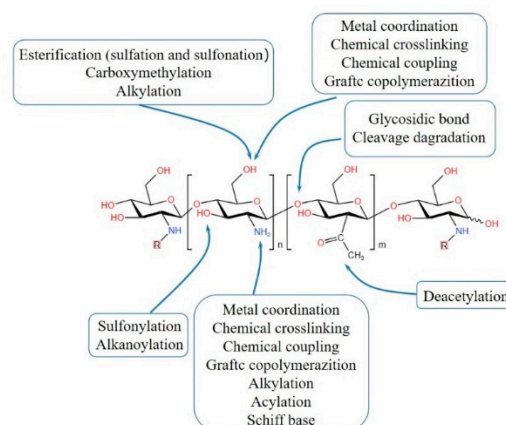 Esterification (sulfation and sulfonation)
Carboxymethylation
Alkylation
Metal coordination
Chemical crosslinking
Chemical coupling
Graftc copolymerazition
Glycosidic bond
Cleavage dagradation
OH
OH
OH
OH
HO
HO
NH
R
O
O
HO
NH₂
n
O
O
O
CH₃
m
O
O
HO
NH
R
OH
Sulfonylation
Alkanoylation
Metal coordination
Chemical crosslinking
Chemical coupling
Graftc copolymerazition
Alkylation
Acylation
Schiff base
Deacetylation